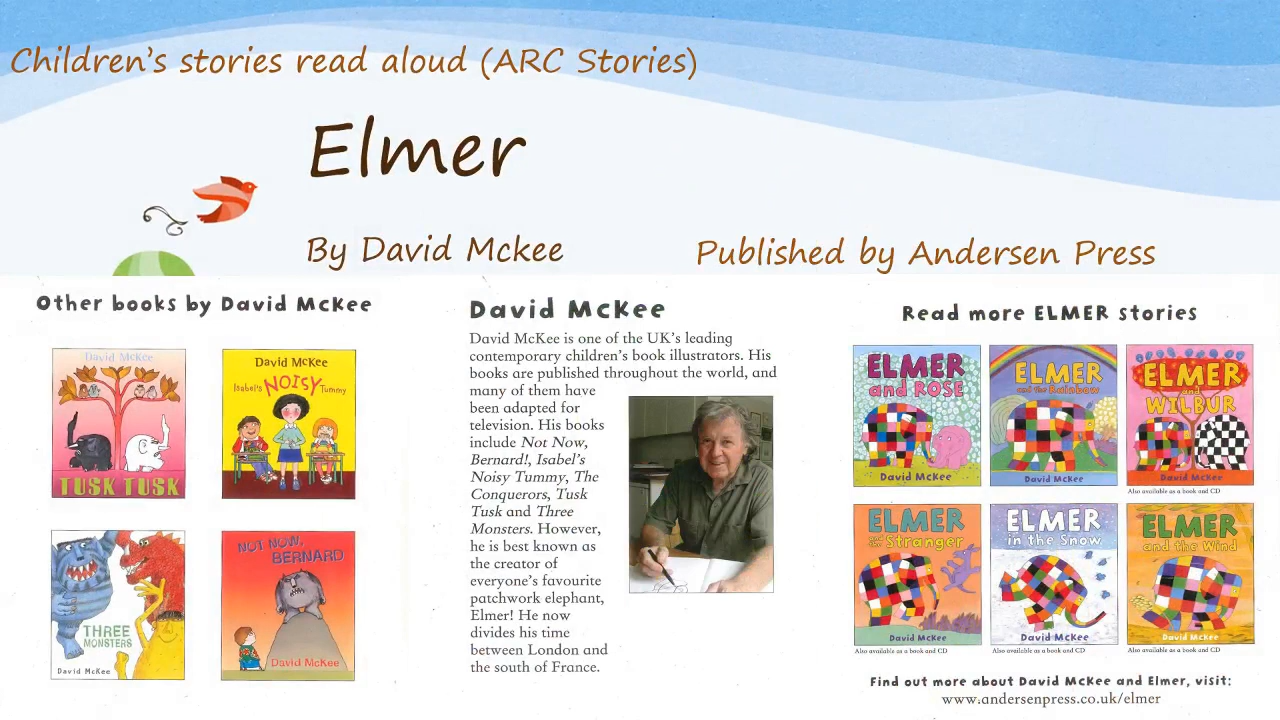 Children's stories read aloud (ARC Stories)
Elmer
By David Mckee
Published by Andersen Press
Other books by David McKee
David McKee
TUSK TUSK
David McKee
Isabel's NOISY Tummy
THREE
MONSTERS
David McKee
NOT NOW,
BERNARD
David McKee
David McKee
David McKee is one of the UK's leading
contemporary children's book illustrators. His
books are published throughout the world, and
many of them have
been adapted for
television. His books
include Not Now,
Bernard!, Isabel's
Noisy Tummy, The
Conquerors, Tusk
Tusk and Three
Monsters. However,
he is best known as
the creator of
everyone's favourite
patchwork elephant,
Elmer! He now
divides his time
between London and
the south of France.
Read more ELMER stories
ELMER
and ROSE
David McKee
ELMER
and the Rainbow
David McKee
ELMER
and
WILBUR
David McKee
Also available as a book and CD
ELMER
and the
Stranger
David McKee
Also available as a book and CD
ELMER
in the Snow
David McKee
Also available as a book and CD
ELMER
and the Wind
David McKee
Also available as a book and CD
Find out more about David McKee and Elmer, visit:
www.andersenpress.co.uk/elmer